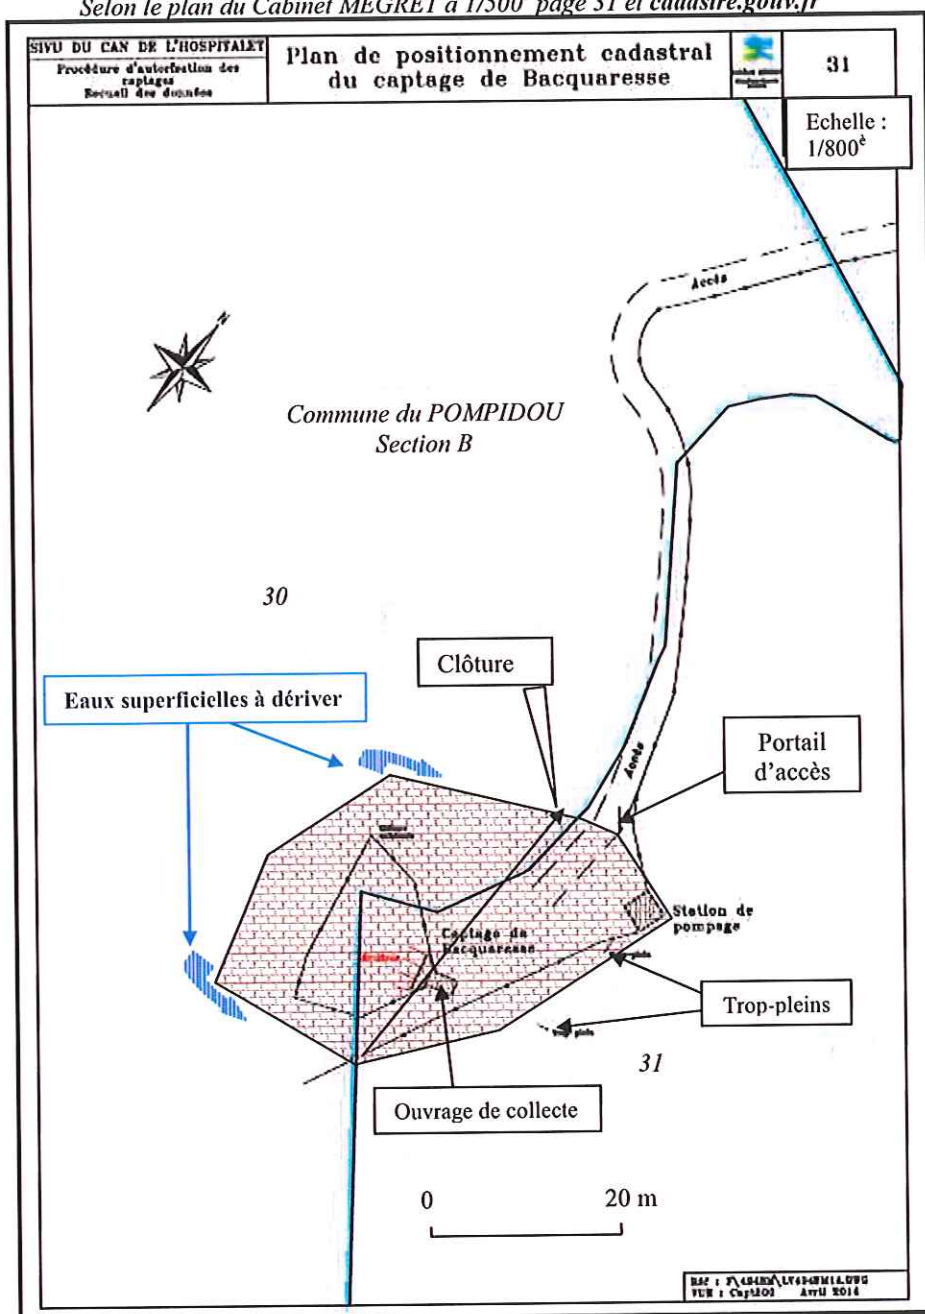 Selon le plan du Cabinet MEGRET à 1/500 page 31 et cadastre.gouv.fr
SIVU DU CAN DE L'HOSPITALET
Procédure d'autorisation des
captages
Recueil des données
Plan de positionnement cadastral
du captage de Bacquaresse
31
Echelle :
1/800è
Accès
N
Commune du POMPIDOU
Section B
30
Clôture
Eaux superficielles à dériver
Portail
d'accès
Accès
Station de
pompage
Captage de
Bacquaresse
Trop-pleins
31
Ouvrage de collecte
0 20 m
Avril 2014